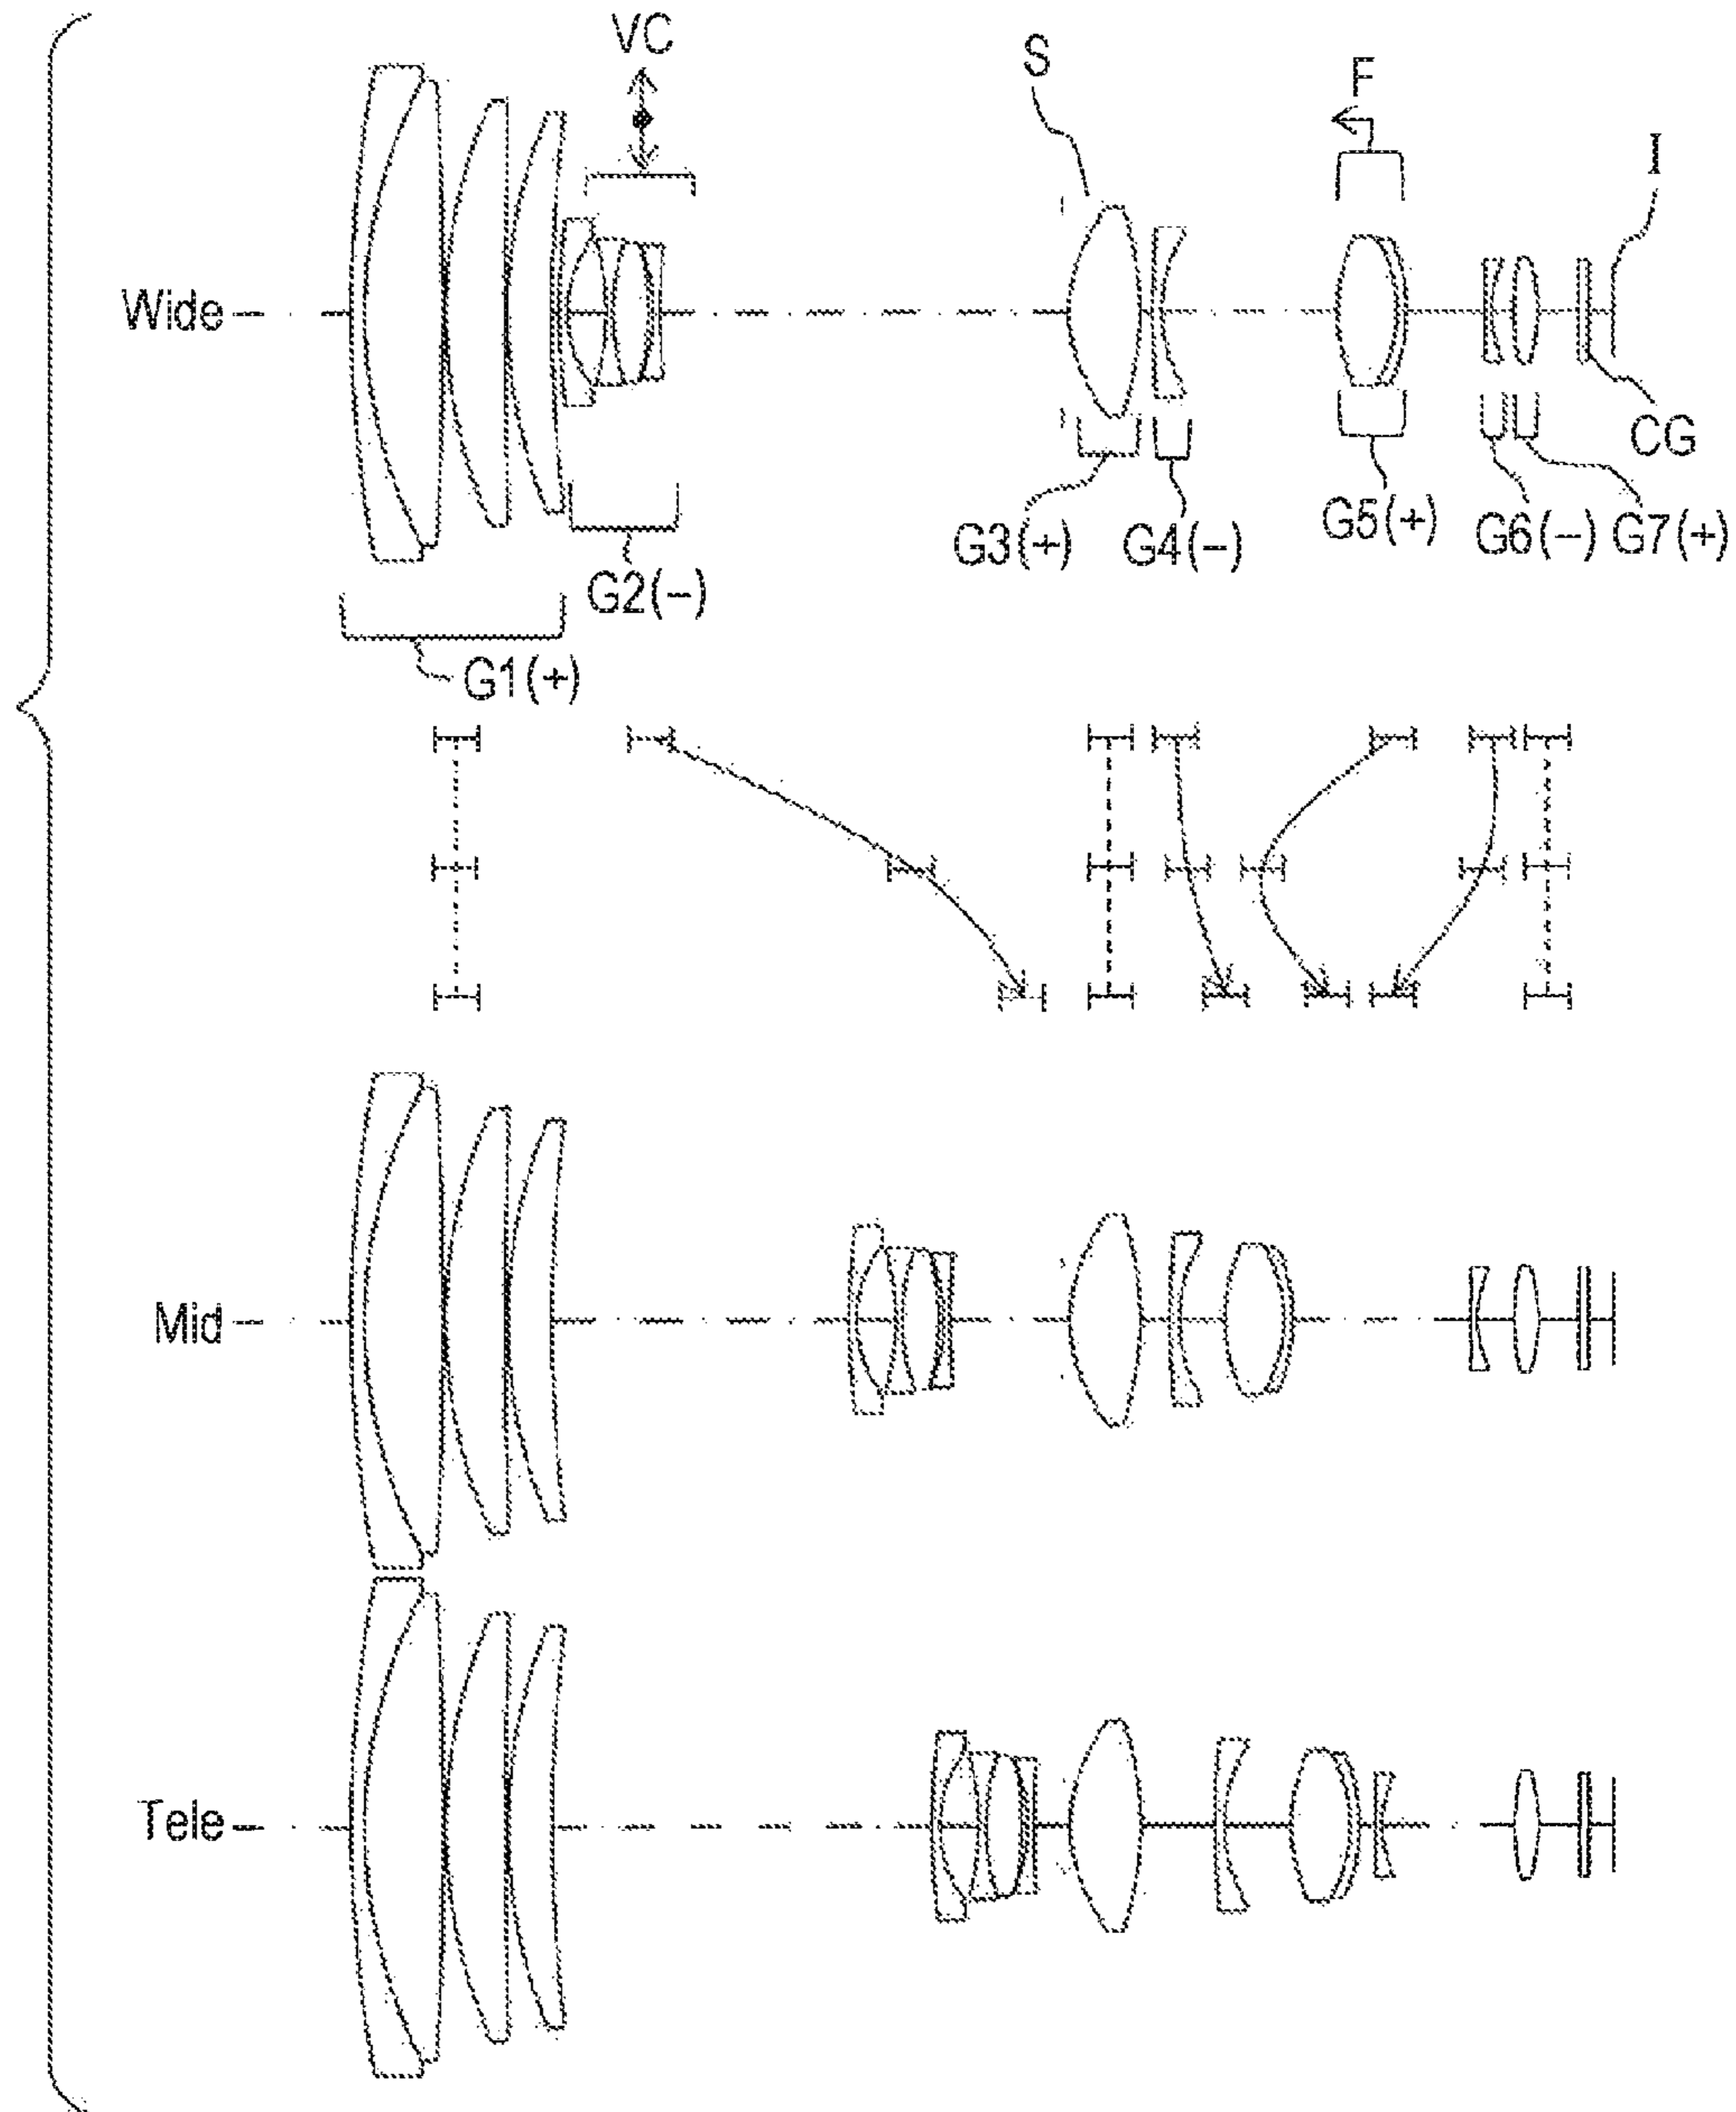 VC
S
F
I
Wide
CG
G3(+) G4(−) G5(+) G6(−) G7(+)
G2(−)
G1(+)
Mid
Tele